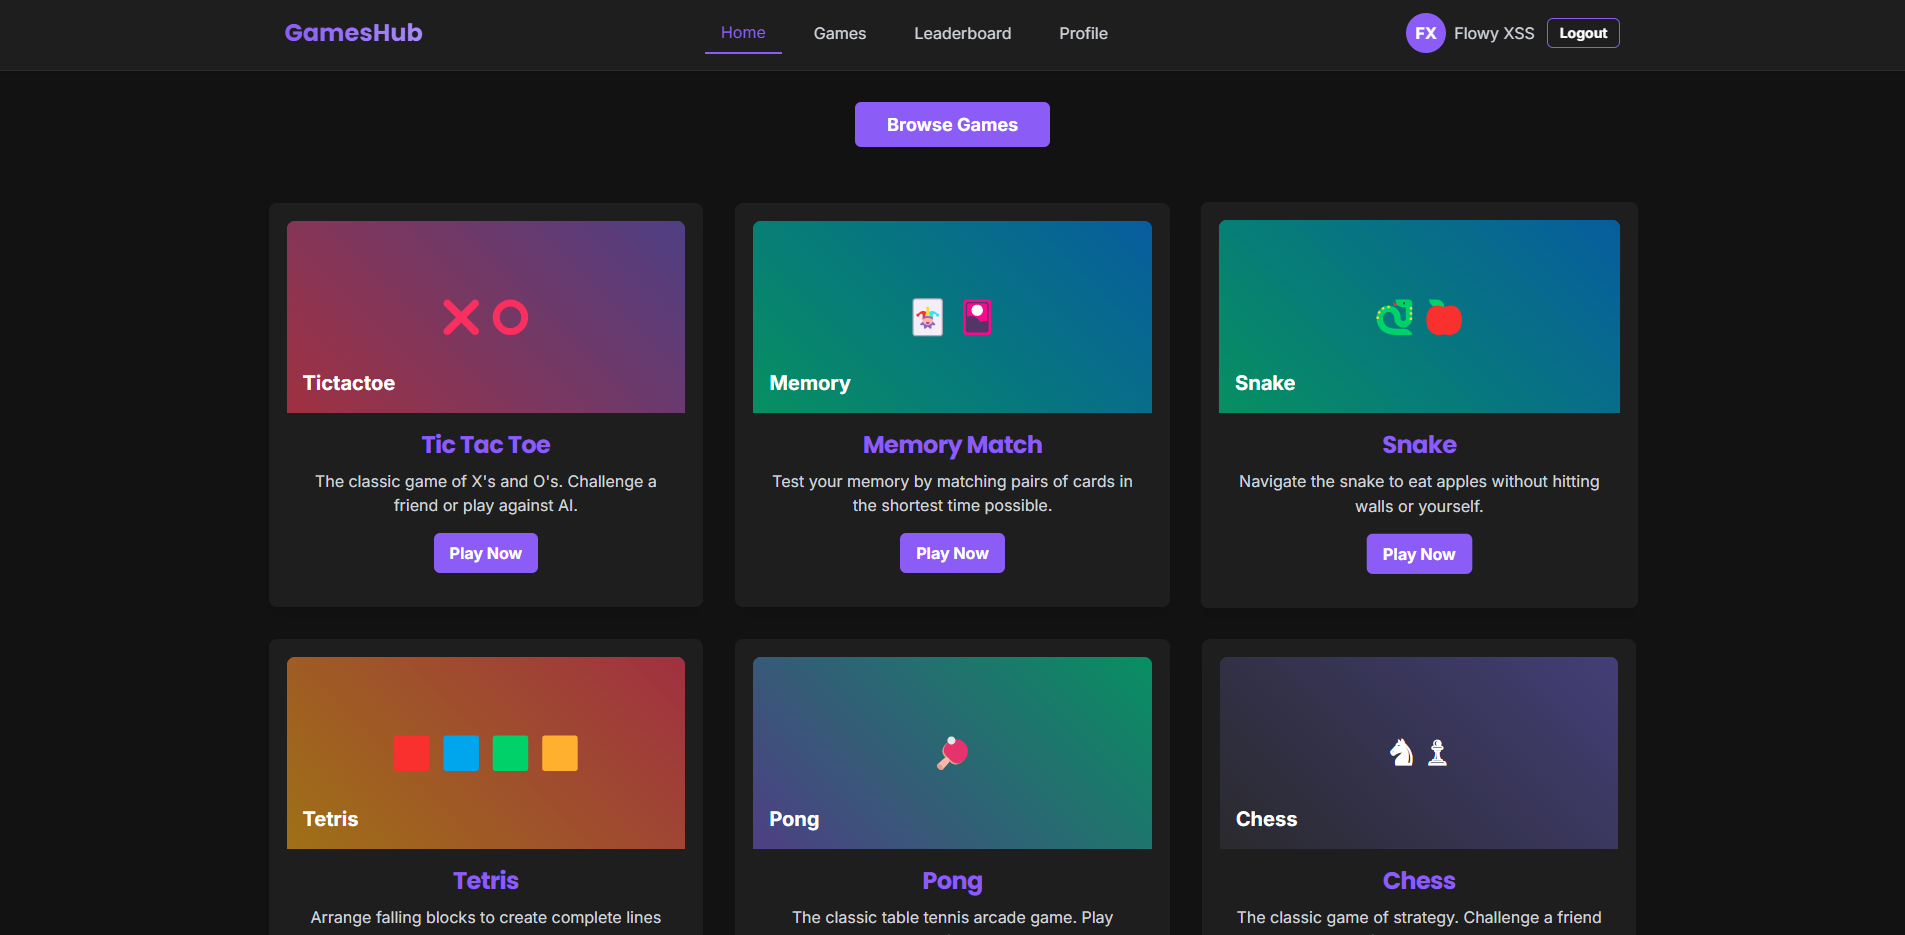 GamesHub
Home
Games
Leaderboard
Profile
FX
Flowy XSS
Logout
Browse Games
Tictactoe
Tic Tac Toe
The classic game of X's and O's. Challenge a
friend or play against AI.
Play Now
Memory
Memory Match
Test your memory by matching pairs of cards in
the shortest time possible.
Play Now
Snake
Snake
Navigate the snake to eat apples without hitting
walls or yourself.
Play Now
Tetris
Tetris
Arrange falling blocks to create complete lines
Pong
Pong
The classic table tennis arcade game. Play
Chess
Chess
The classic game of strategy. Challenge a friend